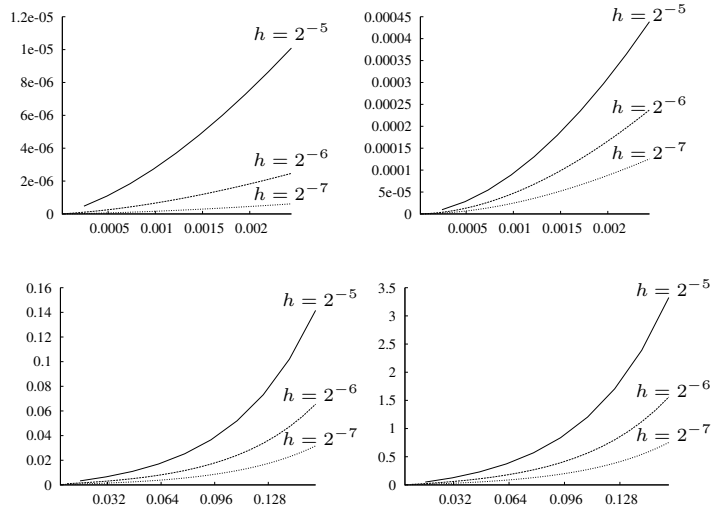 1.2e-05
1e-05
8e-06
6e-06
4e-06
2e-06
0
0.0005 0.001 0.0015 0.002
h = 2^{-5}
h = 2^{-6}
h = 2^{-7}
0.00045
0.0004
0.00035
0.0003
0.00025
0.0002
0.00015
0.0001
5e-05
0
0.0005 0.001 0.0015 0.002
h = 2^{-5}
h = 2^{-6}
h = 2^{-7}
0.16
0.14
0.12
0.1
0.08
0.06
0.04
0.02
0
0.032 0.064 0.096 0.128
h = 2^{-5}
h = 2^{-6}
h = 2^{-7}
3.5
3
2.5
2
1.5
1
0.5
0
0.032 0.064 0.096 0.128
h = 2^{-5}
h = 2^{-6}
h = 2^{-7}